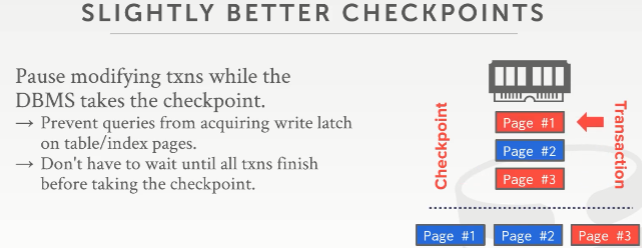 SLIGHTLY BETTER CHECKPOINTS
Pause modifying txns while the
DBMS takes the checkpoint.
→ Prevent queries from acquiring write latch
on table/index pages.
→ Don't have to wait until all txns finish
before taking the checkpoint.
Checkpoint
Page #1
Page #2
Page #3
Transaction
Page #1
Page #2
Page #3